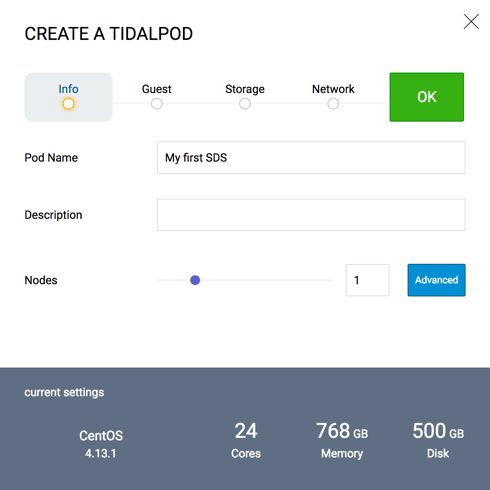 CREATE A TIDALPOD
Info Guest Storage Network OK
Pod Name My first SDS
Description
Nodes 1 Advanced
current settings
CentOS 24 768 GB 500 GB
4.13.1 Cores Memory Disk